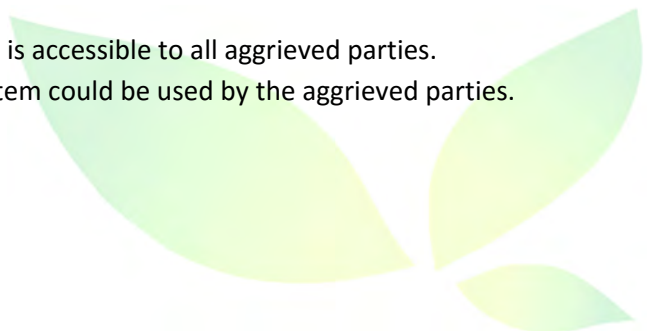 is accessible to all aggrieved parties.
tem could be used by the aggrieved parties.